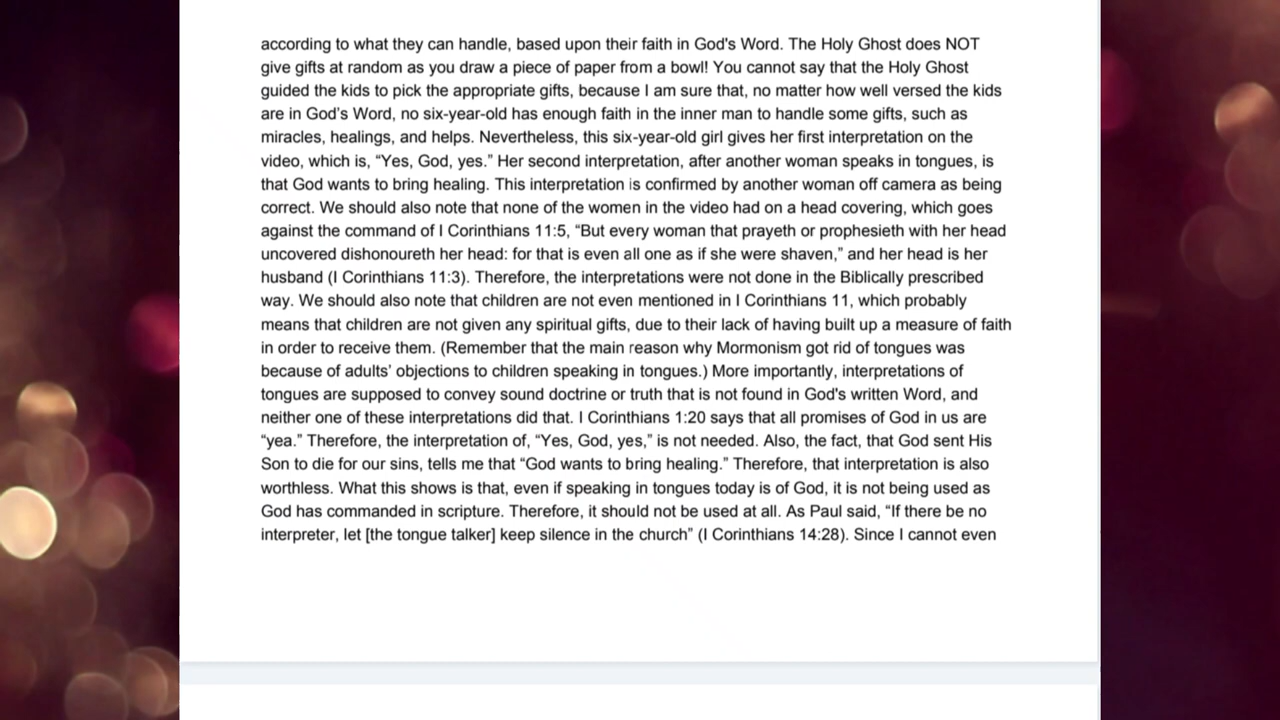 according to what they can handle, based upon their faith in God's Word. The Holy Ghost does NOT
give gifts at random as you draw a piece of paper from a bowl! You cannot say that the Holy Ghost
guided the kids to pick the appropriate gifts, because I am sure that, no matter how well versed the kids
are in God's Word, no six-year-old has enough faith in the inner man to handle some gifts, such as
miracles, healings, and helps. Nevertheless, this six-year-old girl gives her first interpretation on the
video, which is, “Yes, God, yes.” Her second interpretation, after another woman speaks in tongues, is
that God wants to bring healing. This interpretation is confirmed by another woman off camera as being
correct. We should also note that none of the women in the video had on a head covering, which goes
against the command of I Corinthians 11:5, “But every woman that prayeth or prophesieth with her head
uncovered dishonoureth her head: for that is even all one as if she were shaven,” and her head is her
husband (I Corinthians 11:3). Therefore, the interpretations were not done in the Biblically prescribed
way. We should also note that children are not even mentioned in I Corinthians 11, which probably
means that children are not given any spiritual gifts, due to their lack of having built up a measure of faith
in order to receive them. (Remember that the main reason why Mormonism got rid of tongues was
because of adults’ objections to children speaking in tongues.) More importantly, interpretations of
tongues are supposed to convey sound doctrine or truth that is not found in God's written Word, and
neither one of these interpretations did that. I Corinthians 1:20 says that all promises of God in us are
“yea.” Therefore, the interpretation of, “Yes, God, yes,” is not needed. Also, the fact, that God sent His
Son to die for our sins, tells me that “God wants to bring healing.” Therefore, that interpretation is also
worthless. What this shows is that, even if speaking in tongues today is of God, it is not being used as
God has commanded in scripture. Therefore, it should not be used at all. As Paul said, “If there be no
interpreter, let [the tongue talker] keep silence in the church” (I Corinthians 14:28). Since I cannot even